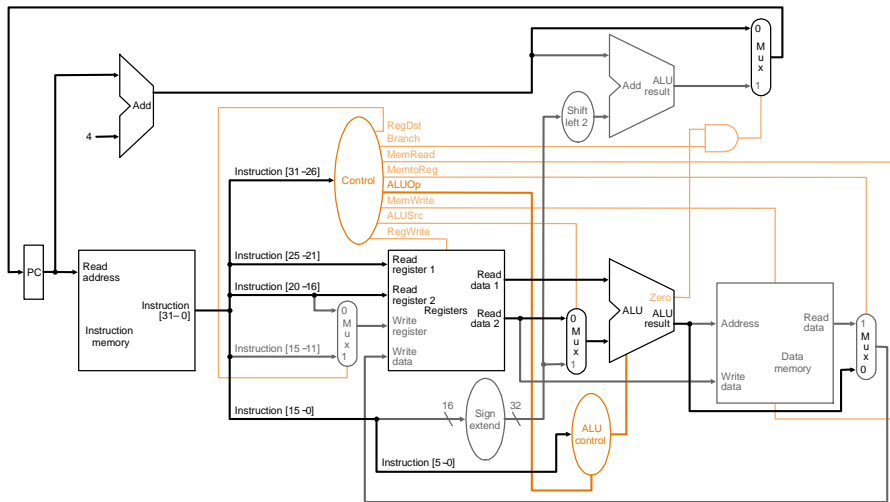 0
M
u
x
1
Add
ALU
result
Add
4
Shift
left 2
RegDst
Branch
MemRead
MemtoReg
ALUOp
MemWrite
ALUSrc
RegWrite
Control
Instruction [31–26]
Instruction [25–21]
Instruction [20–16]
Instruction [15–11]
Instruction [15–0]
Instruction [5–0]
PC
Read
address
Instruction
[31–0]
Instruction
memory
0
M
u
x
1
Read
register 1
Read
register 2
Write
register
Write
data
Registers
Read
data 1
Read
data 2
0
M
u
x
1
Zero
ALU
ALU
result
Address
Write
data
Read
data
Data
memory
1
M
u
x
0
16
Sign
extend
32
ALU
control